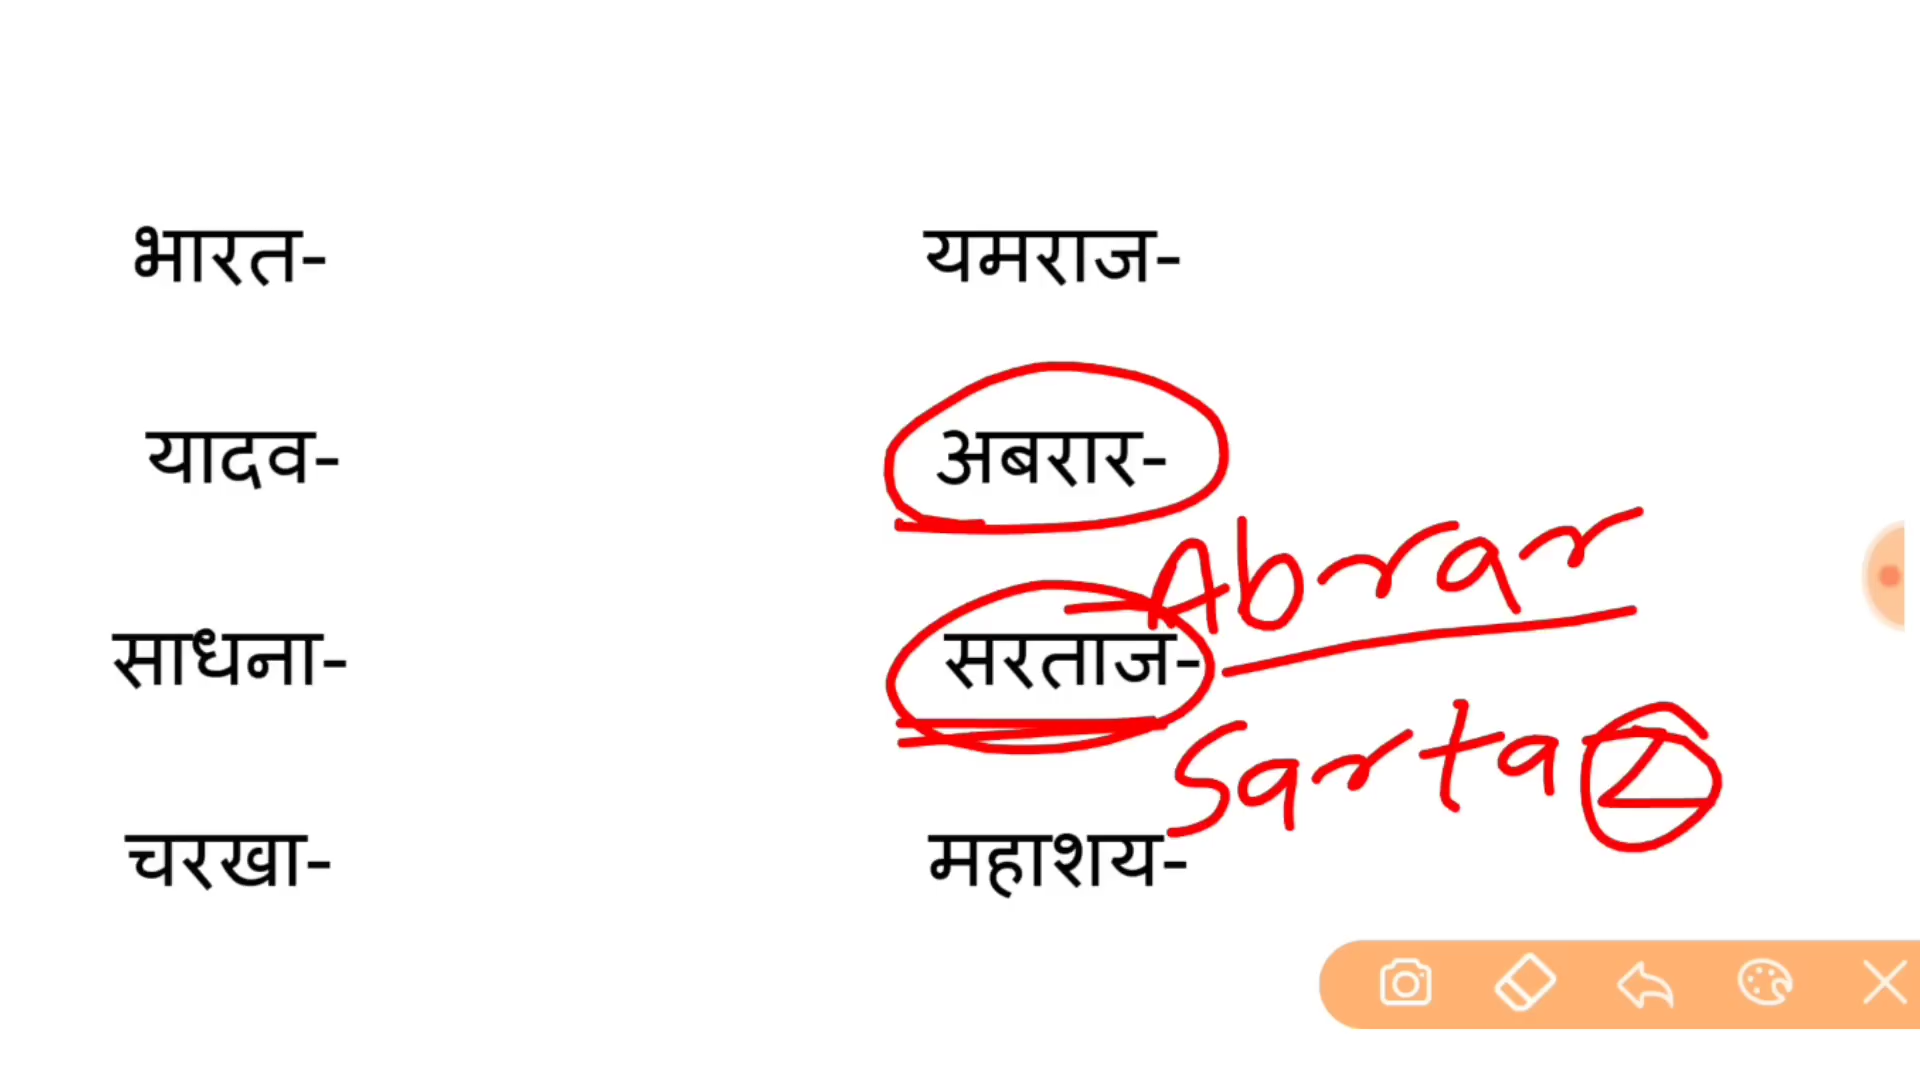 भारत- यमराज-
यादव- अबरार-
Abrar
साधना- सरताज-
Sartaz
चरखा- महाशय-